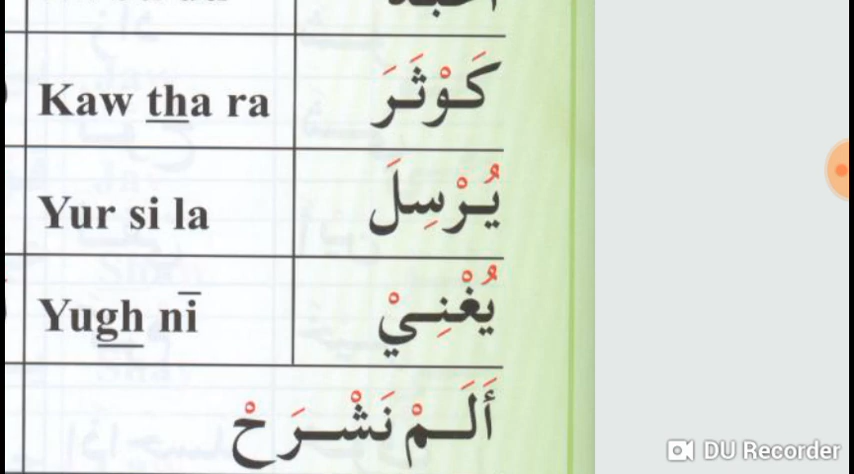 Kaw tha ra كَوْثَرَ
Yur si la يُرْسِلَ
Yugh nī يُغْنِيْ
أَلَمْ نَشْرَحْ
DU Recorder